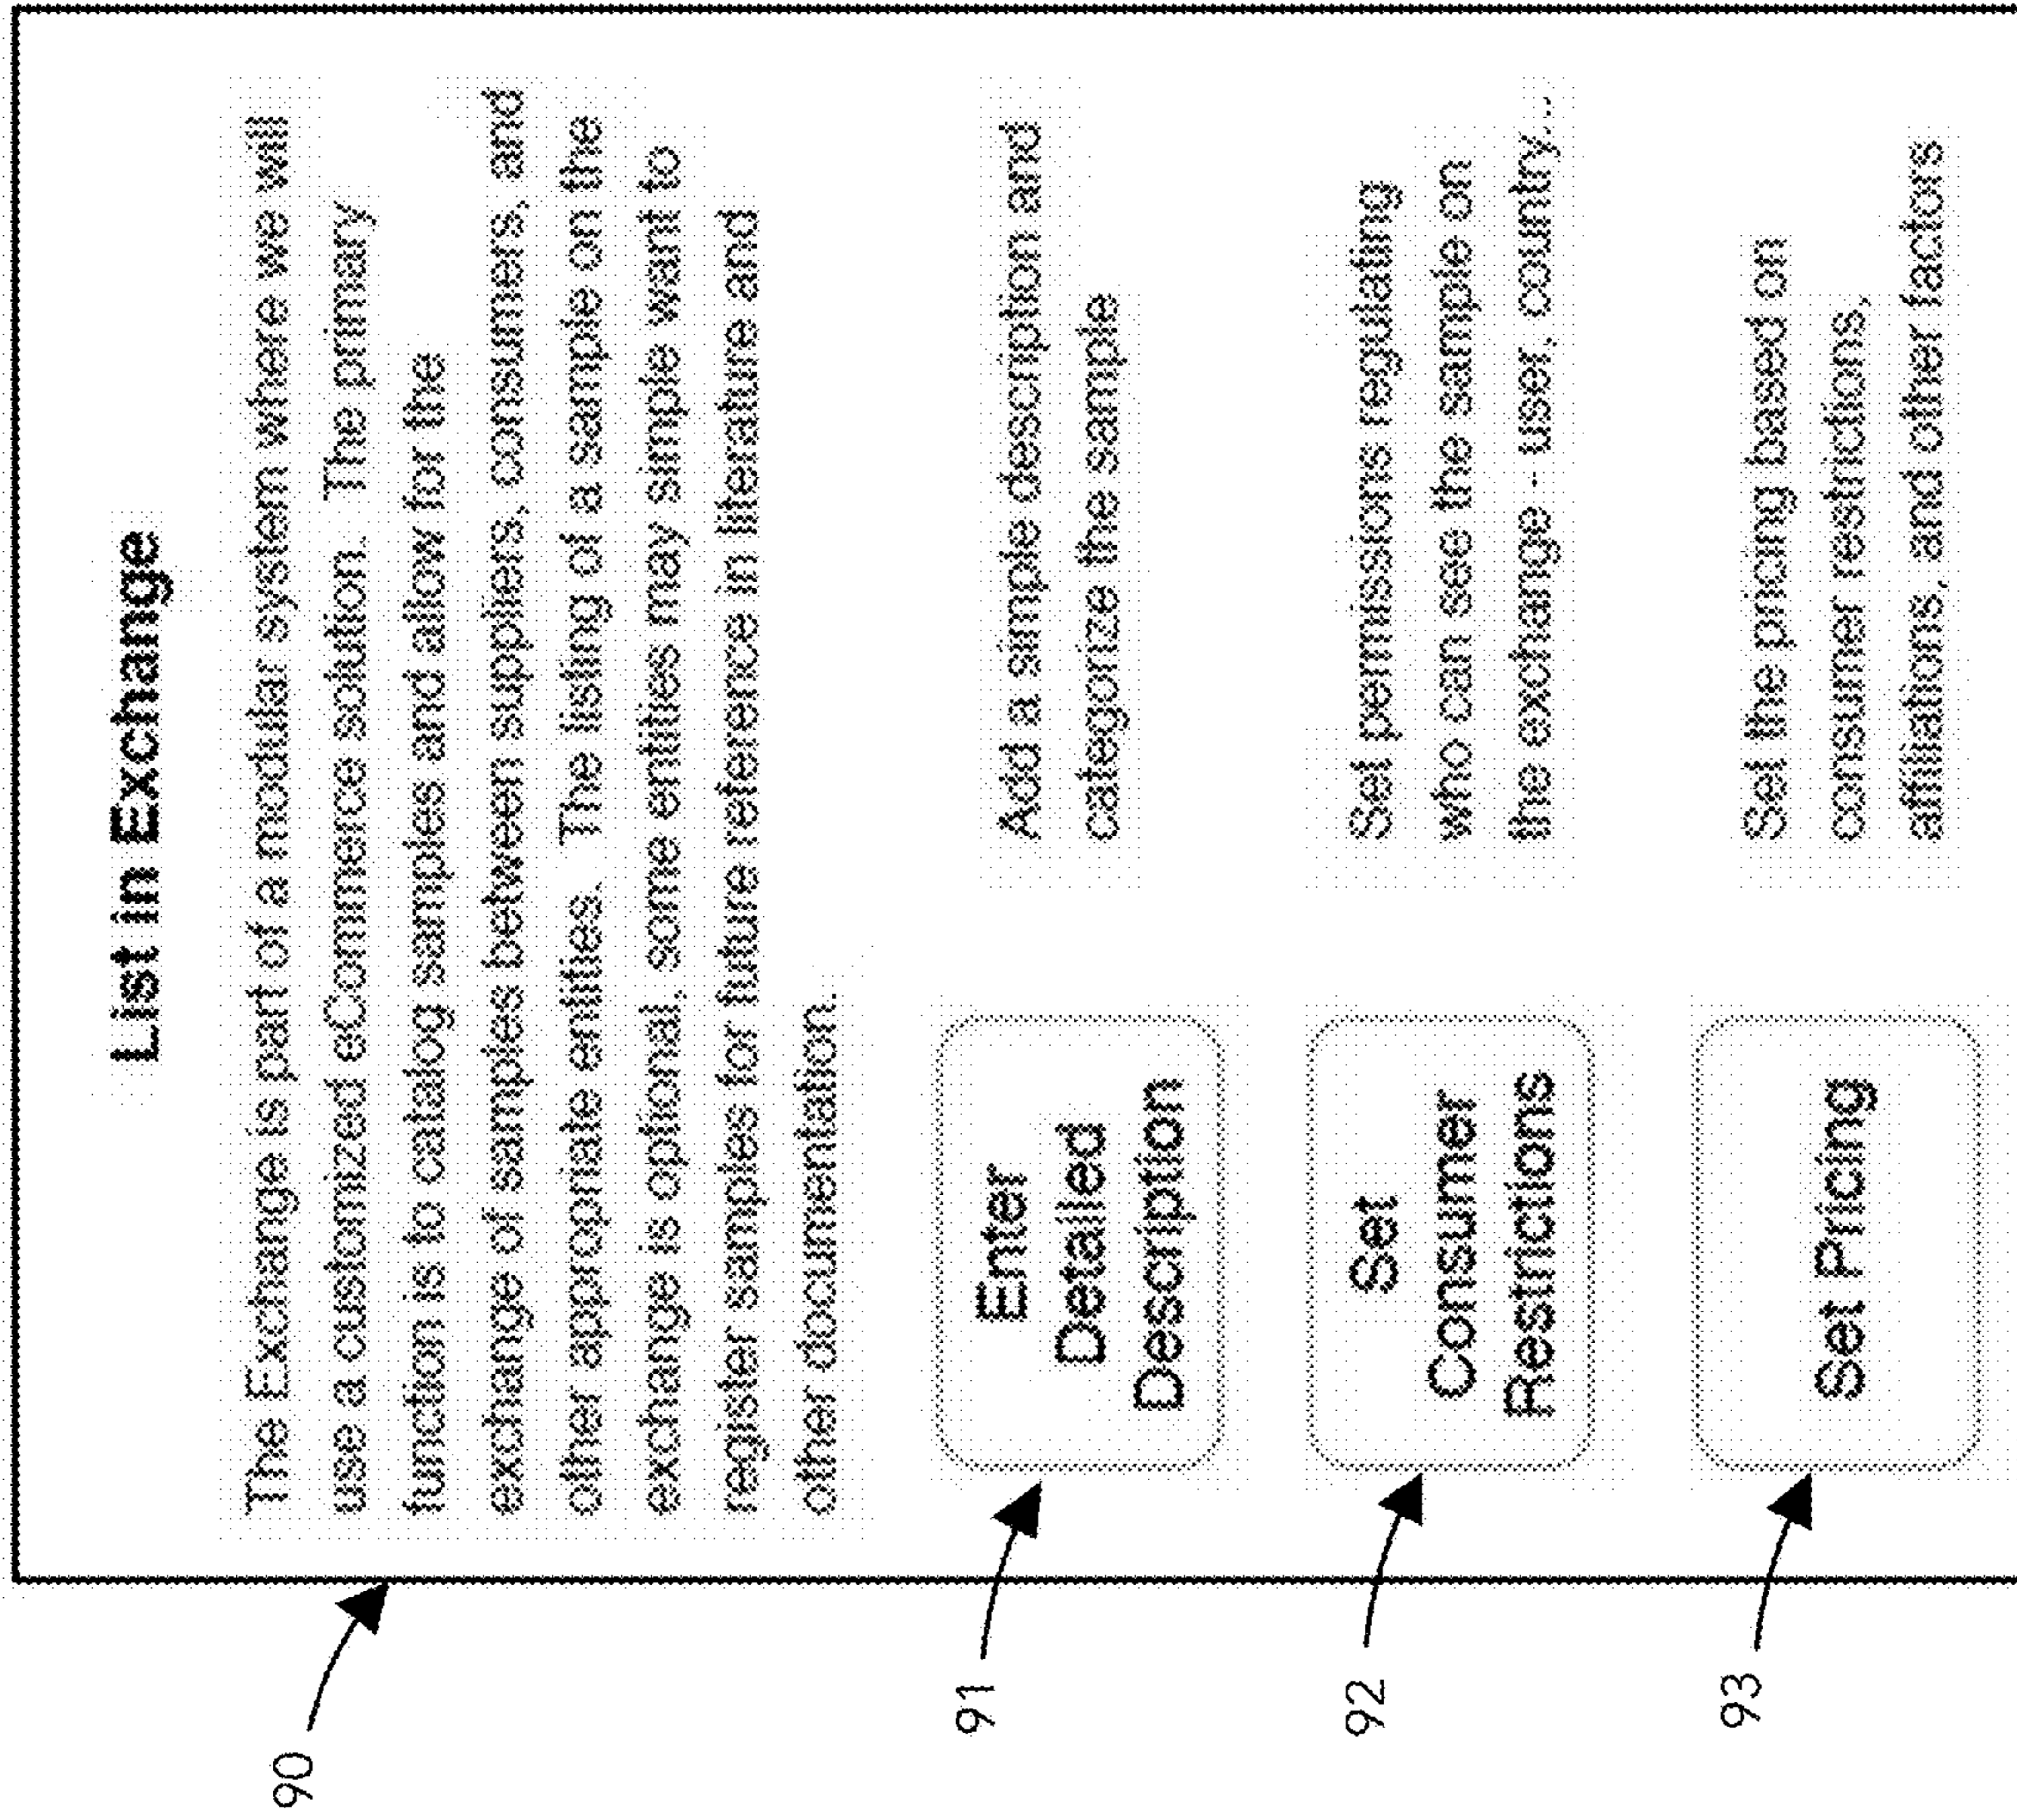 List in Exchange
The Exchange is part of a modular system where we will
use a customized eCommerce solution. The primary
function is to catalog samples and allow for the
exchange of samples between suppliers, consumers, and
other appropriate entities. The listing of a sample on the
exchange is optional, some entities may simple want to
register samples for future reference in literature and
other documentation.
90
Enter
Detailed
Description
Add a simple description and
categorize the sample
91
Set
Consumer
Restrictions
Set permissions regulating
who can see the sample on
the exchange - user, country...
92
Set Pricing
Set the pricing based on
consumer restrictions,
affiliations, and other factors
93